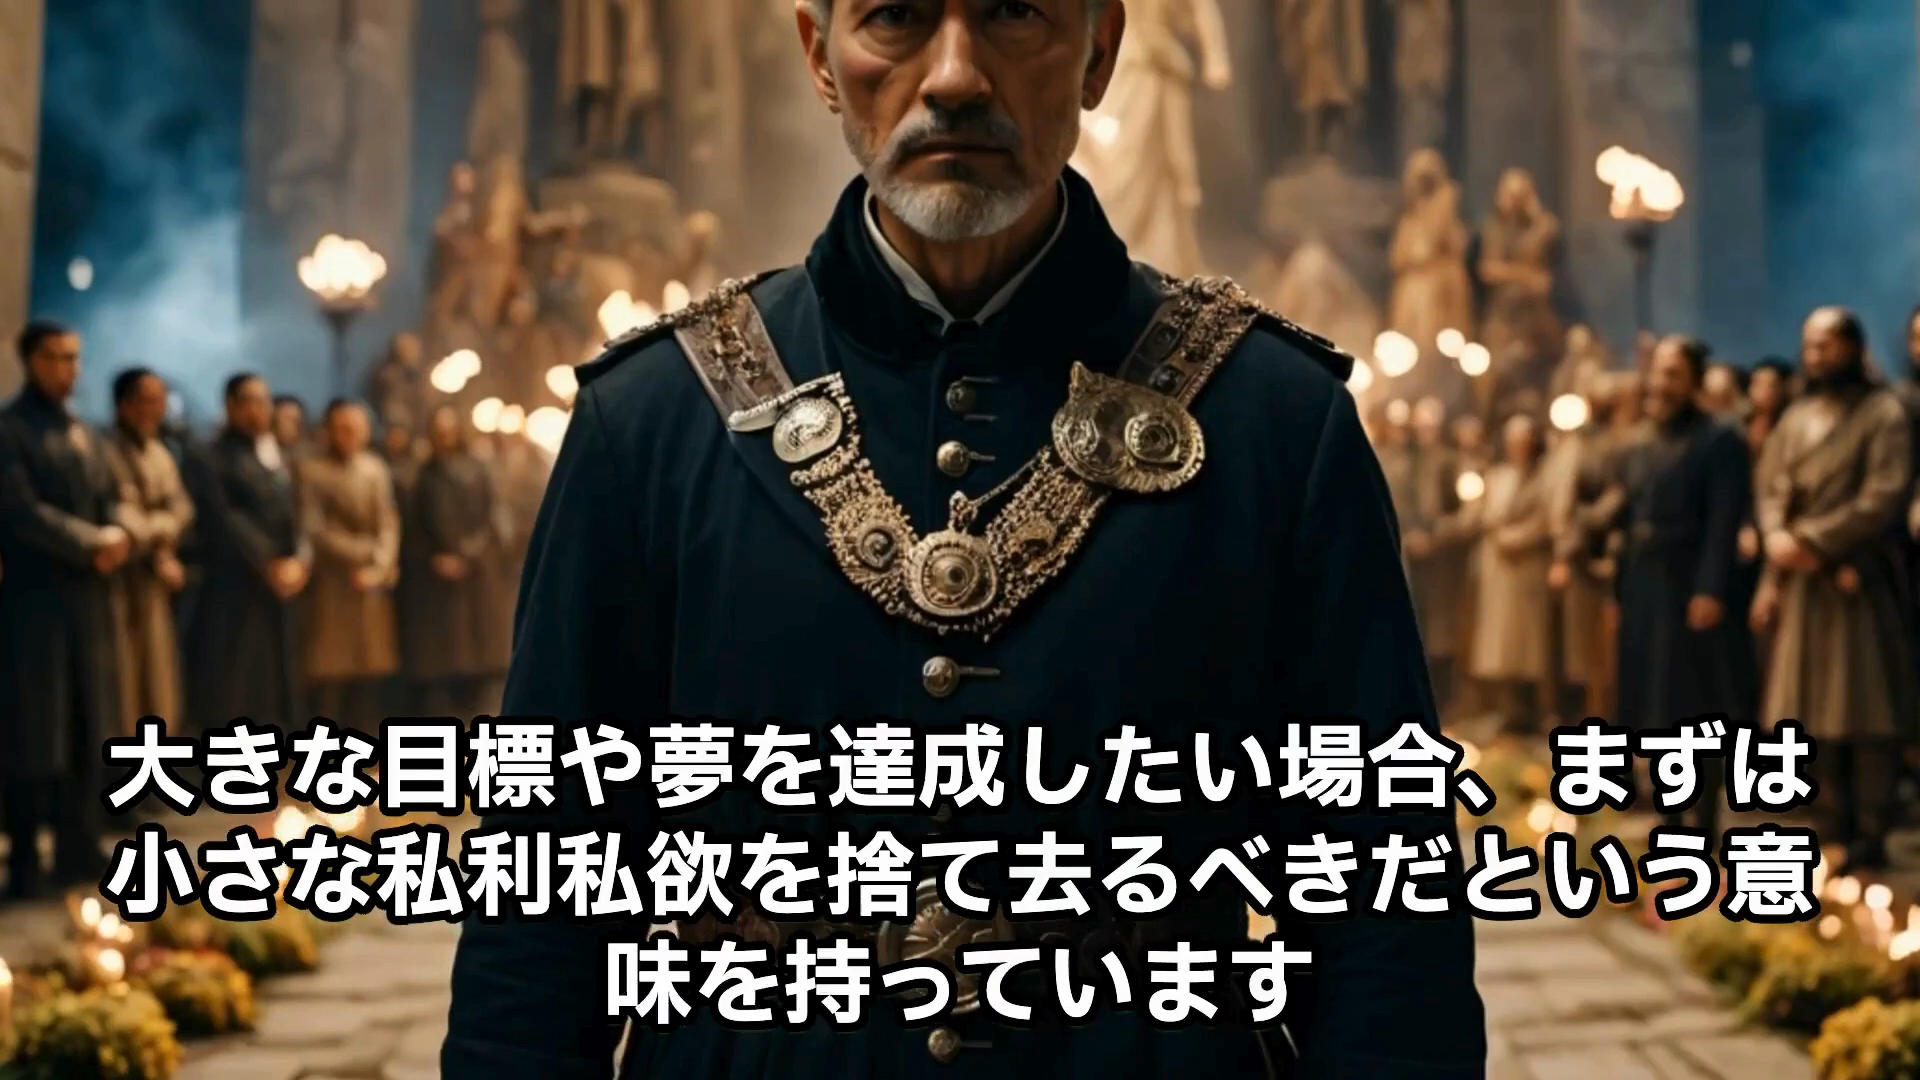 大きな目標や夢を達成したい場合、まずは
小さな私利私欲を捨て去るべきだという意
味を持っています